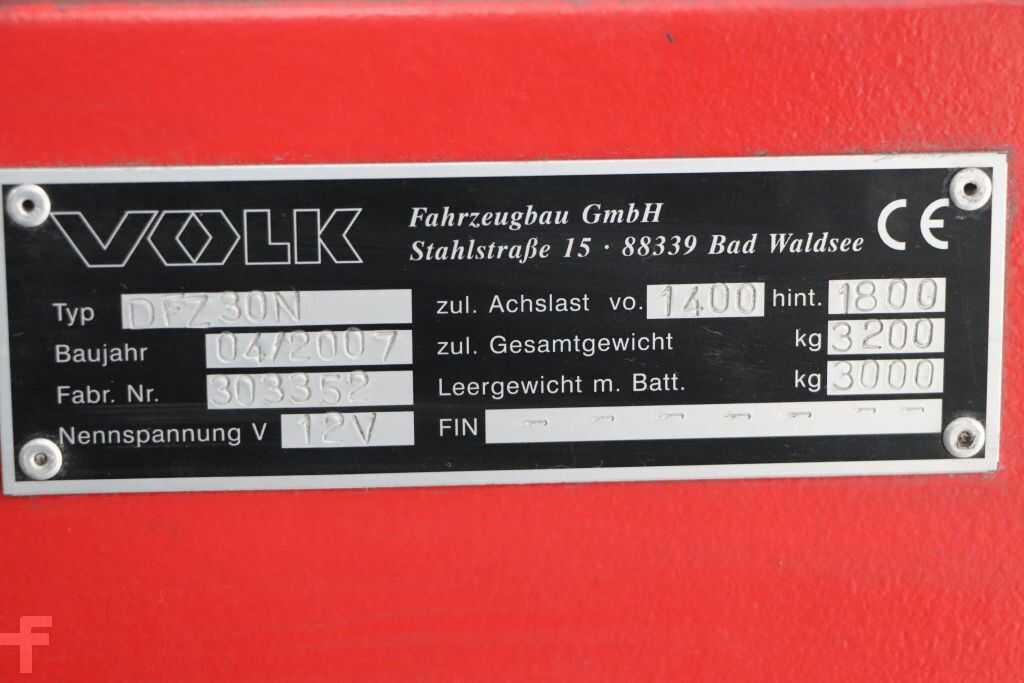 VOLK
Fahrzeugbau GmbH
Stahlstraße 15 · 88339 Bad Waldsee
CE
Typ DFZ30N
Baujahr 04/2007
Fabr. Nr. 303352
Nennspannung V 12V
zul. Achslast vo. 1400 hint. 1800
zul. Gesamtgewicht kg 3200
Leergewicht m. Batt. kg 3000
FIN - - - - - - -